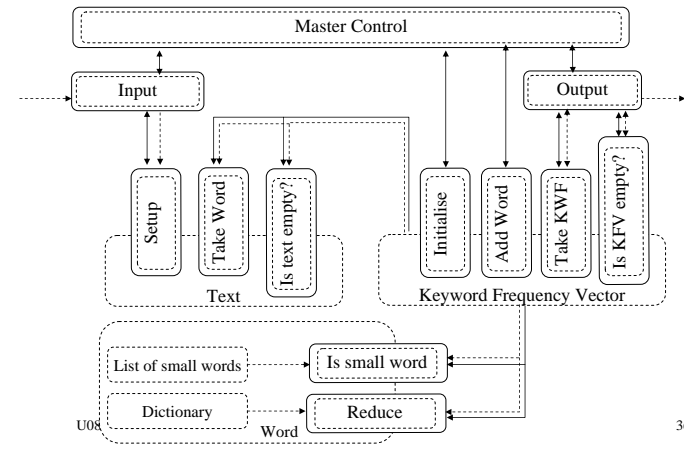 Master Control
Input
Output
Setup
Take Word
Is text empty?
Initialise
Add Word
Take KWF
Is KFV empty?
Text
Keyword Frequency Vector
List of small words
Is small word
Dictionary
Reduce
Word
U08